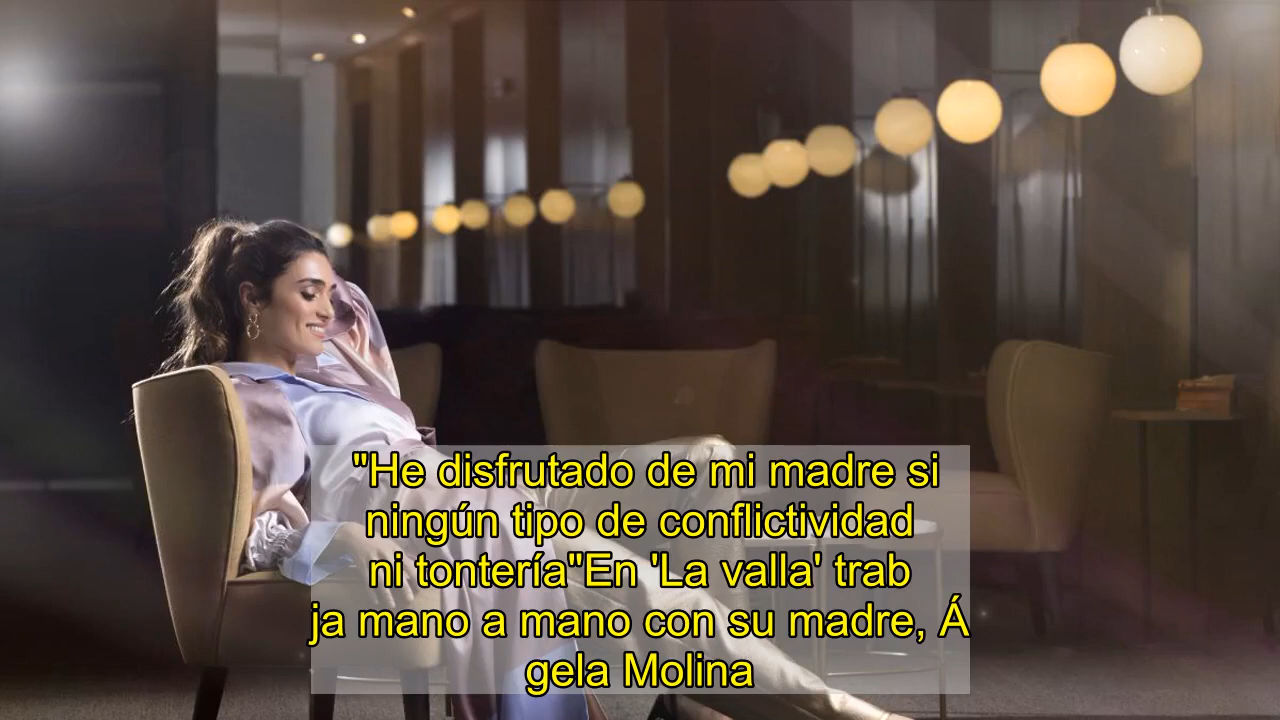 "He disfrutado de mi madre si
ningún tipo de conflictividad
ni tontería"En 'La valla' trab
ja mano a mano con su madre, Á
gela Molina